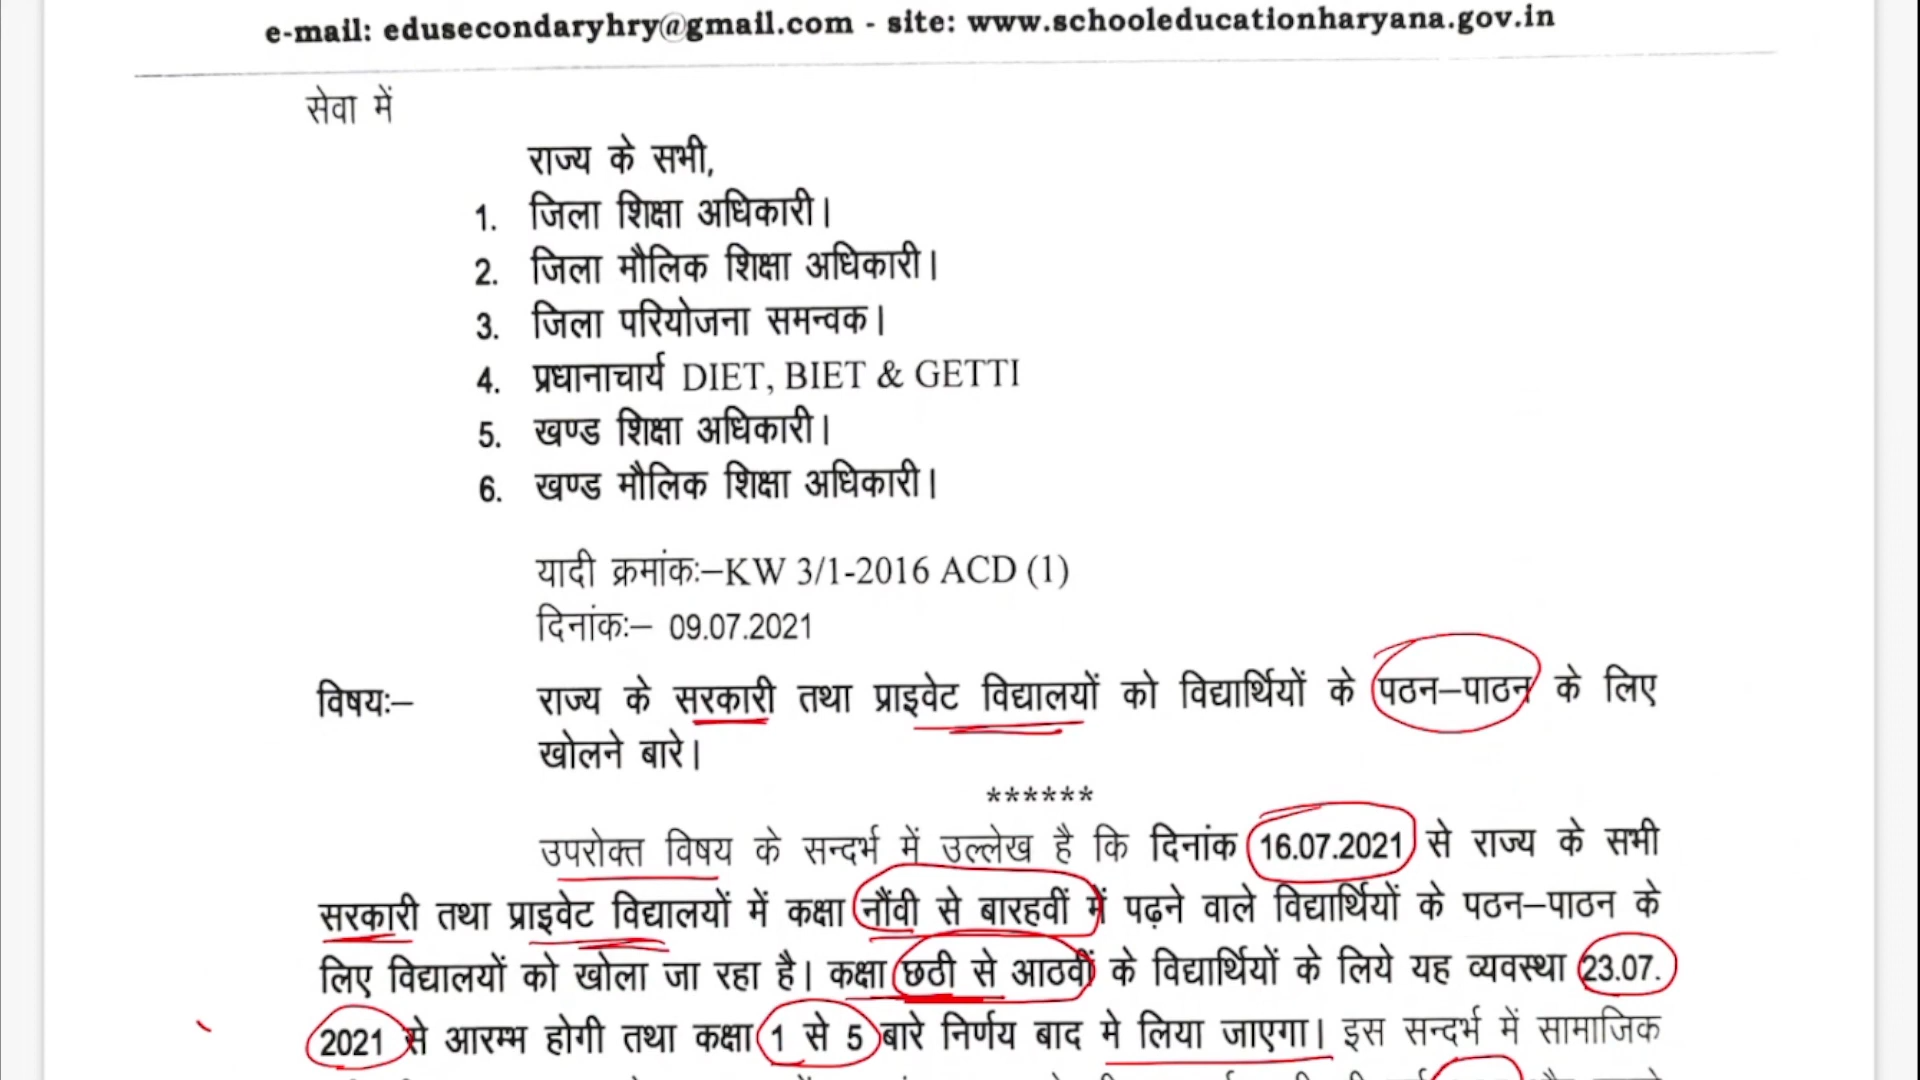 e-mail: edusecondaryhry@gmail.com - site: www.schooleducationharyana.gov.in
सेवा में
राज्य के सभी,
1. जिला शिक्षा अधिकारी।
2. जिला मौलिक शिक्षा अधिकारी।
3. जिला परियोजना समन्वक।
4. प्रधानाचार्य DIET, BIET & GETTI
5. खण्ड शिक्षा अधिकारी।
6. खण्ड मौलिक शिक्षा अधिकारी।
यादी क्रमांकः–KW 3/1-2016 ACD (1)
दिनांकः– 09.07.2021
विषयः– राज्य के सरकारी तथा प्राइवेट विद्यालयों को विद्यार्थियों के पठन–पाठन के लिए
खोलने बारे।
******
उपरोक्त विषय के सन्दर्भ में उल्लेख है कि दिनांक 16.07.2021 से राज्य के सभी
सरकारी तथा प्राइवेट विद्यालयों में कक्षा नौंवी से बारहवीं में पढ़ने वाले विद्यार्थियों के पठन–पाठन के
लिए विद्यालयों को खोला जा रहा है। कक्षा छठी से आठवीं के विद्यार्थियों के लिये यह व्यवस्था 23.07.
2021 से आरम्भ होगी तथा कक्षा 1 से 5 बारे निर्णय बाद मे लिया जाएगा। इस सन्दर्भ में सामाजिक